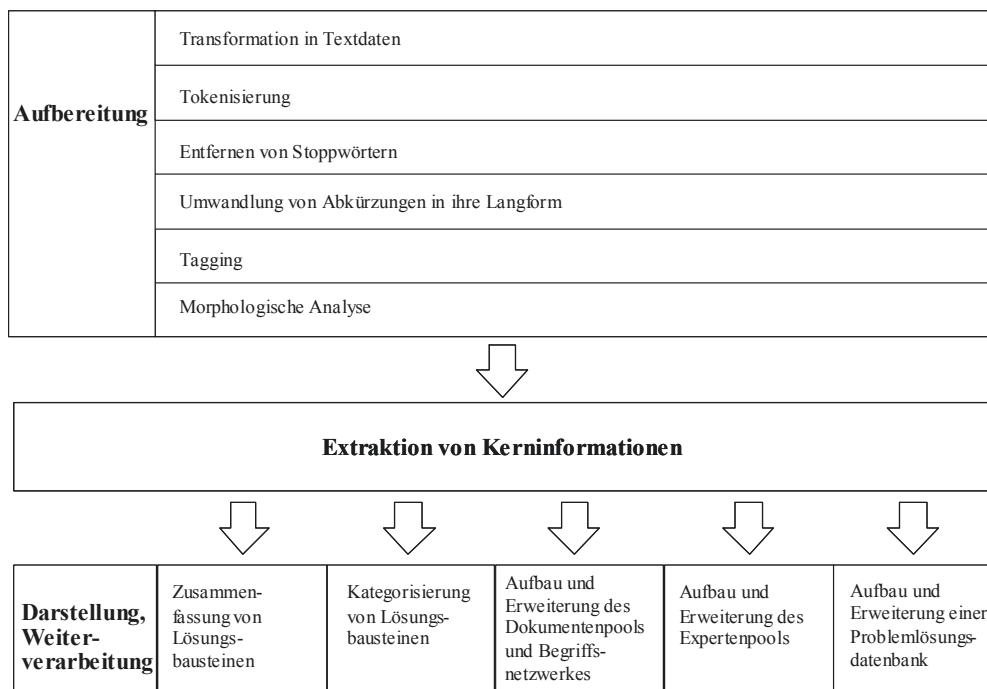 Aufbereitung
Transformation in Textdaten
Tokenisierung
Entfernen von Stoppwörtern
Umwandlung von Abkürzungen in ihre Langform
Tagging
Morphologische Analyse
Extraktion von Kerninformationen
Darstellung,
Weiter-
verarbeitung
Zusammen-
fassung von
Lösungs-
bausteinen
Kategorisierung
von Lösungs-
bausteinen
Aufbau und
Erweiterung des
Dokumentenpools
und Begriffs-
netzwerkes
Aufbau und
Erweiterung des
Expertenpools
Aufbau und
Erweiterung einer
Problemlösungs-
datenbank